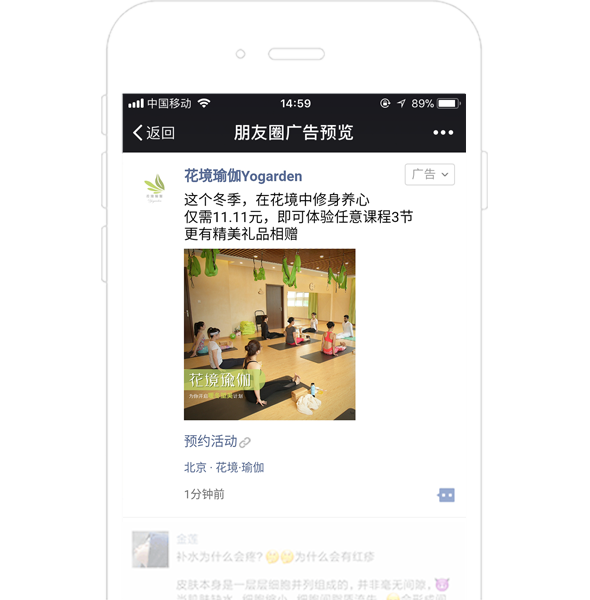 中国移动 14:59 89%
返回 朋友圈广告预览
花境瑜伽Yogarden 广告
这个冬季，在花境中修身养心
仅需11.11元，即可体验任意课程3节
更有精美礼品相赠
花境瑜伽
预约活动
北京 · 花境·瑜伽
1分钟前
金莲
补水为什么会疼？为什么会有红疹
皮肤本身是一层层细胞并列组成的，并非毫无间隙，